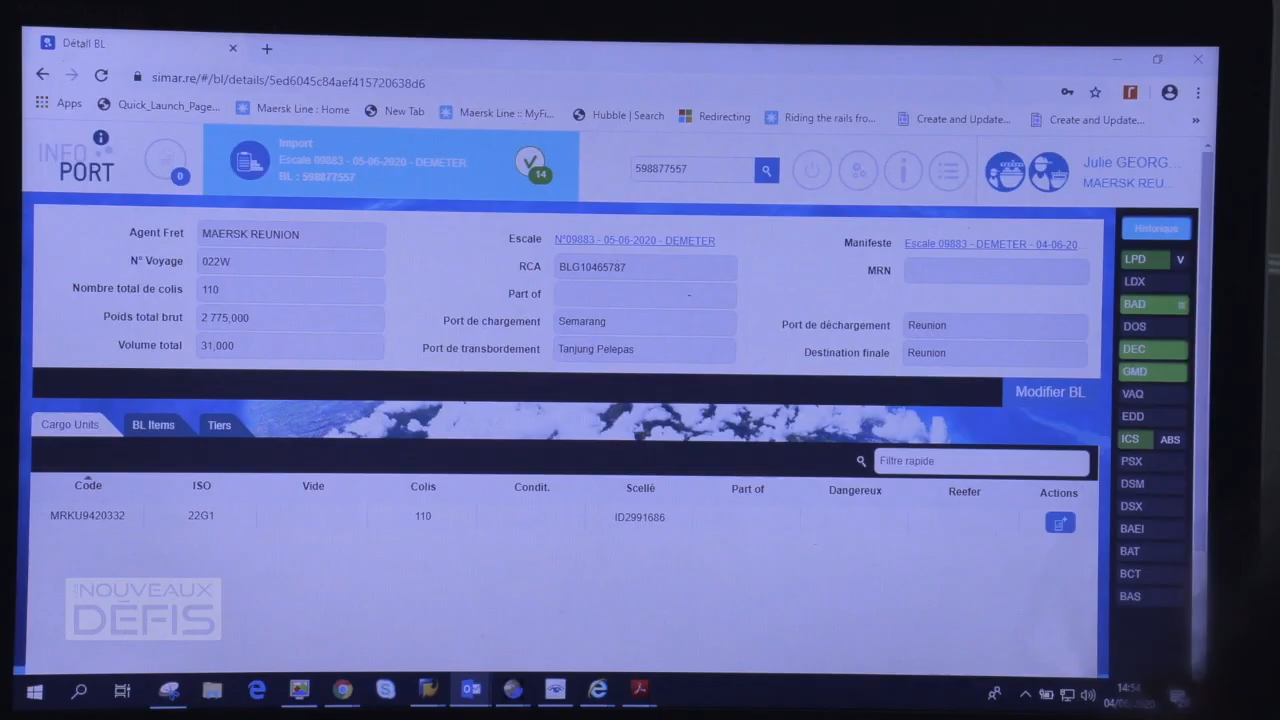 Détail BL
simar.re/#/bl/details/5ed6045c84aef415720638d6
Apps
Quick_Launch_Page...
Maersk Line : Home
New Tab
Maersk Line :: MyFi...
Hubble | Search
Redirecting
Riding the rails fro...
Create and Update...
Create and Update...
»
INFO PORT
0
Import
Escale 09883 - 05-06-2020 - DEMETER
BL : 598877557
14
598877557
Julie GEORG...
MAERSK REU...
Agent Fret MAERSK REUNION
Escale N°09883 - 05-06-2020 - DEMETER
Manifeste Escale 09883 - DEMETER - 04-06-20
N° Voyage 022W
RCA BLG10465787
MRN
Nombre total de colis 110
Part of -
Poids total brut 2 775,000
Port de chargement Semarang
Port de déchargement Reunion
Volume total 31,000
Port de transbordement Tanjung Pelepas
Destination finale Reunion
Modifier BL
Historique
LPD V
LDX
BAD
DOS
DEC
GMD
VAQ
EDD
ICS ABS
PSX
DSM
DSX
BAEI
BAT
BCT
BAS
Cargo Units BL Items Tiers
Filtre rapide
Code ISO Vide Colis Condit. Scellé Part of Dangereux Reefer Actions
MRKU9420332 22G1 110 ID2991686
NOUVEAUX
DÉFIS
14:54
04/06/2020